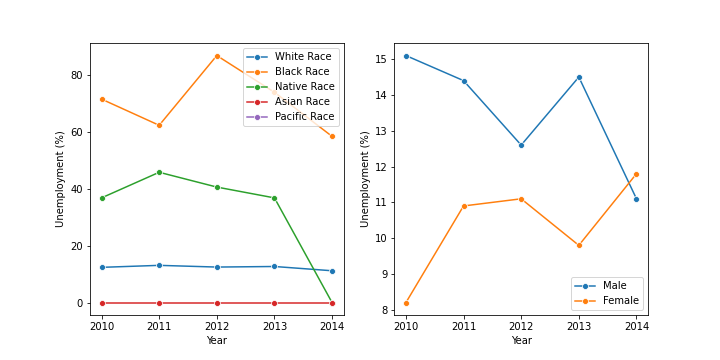 White Race
Black Race
Native Race
Asian Race
Pacific Race
Unemployment (%)
80
60
40
20
0
2010 2011 2012 2013 2014
Year
Unemployment (%)
15
14
13
12
11
10
9
8
Male
Female
2010 2011 2012 2013 2014
Year